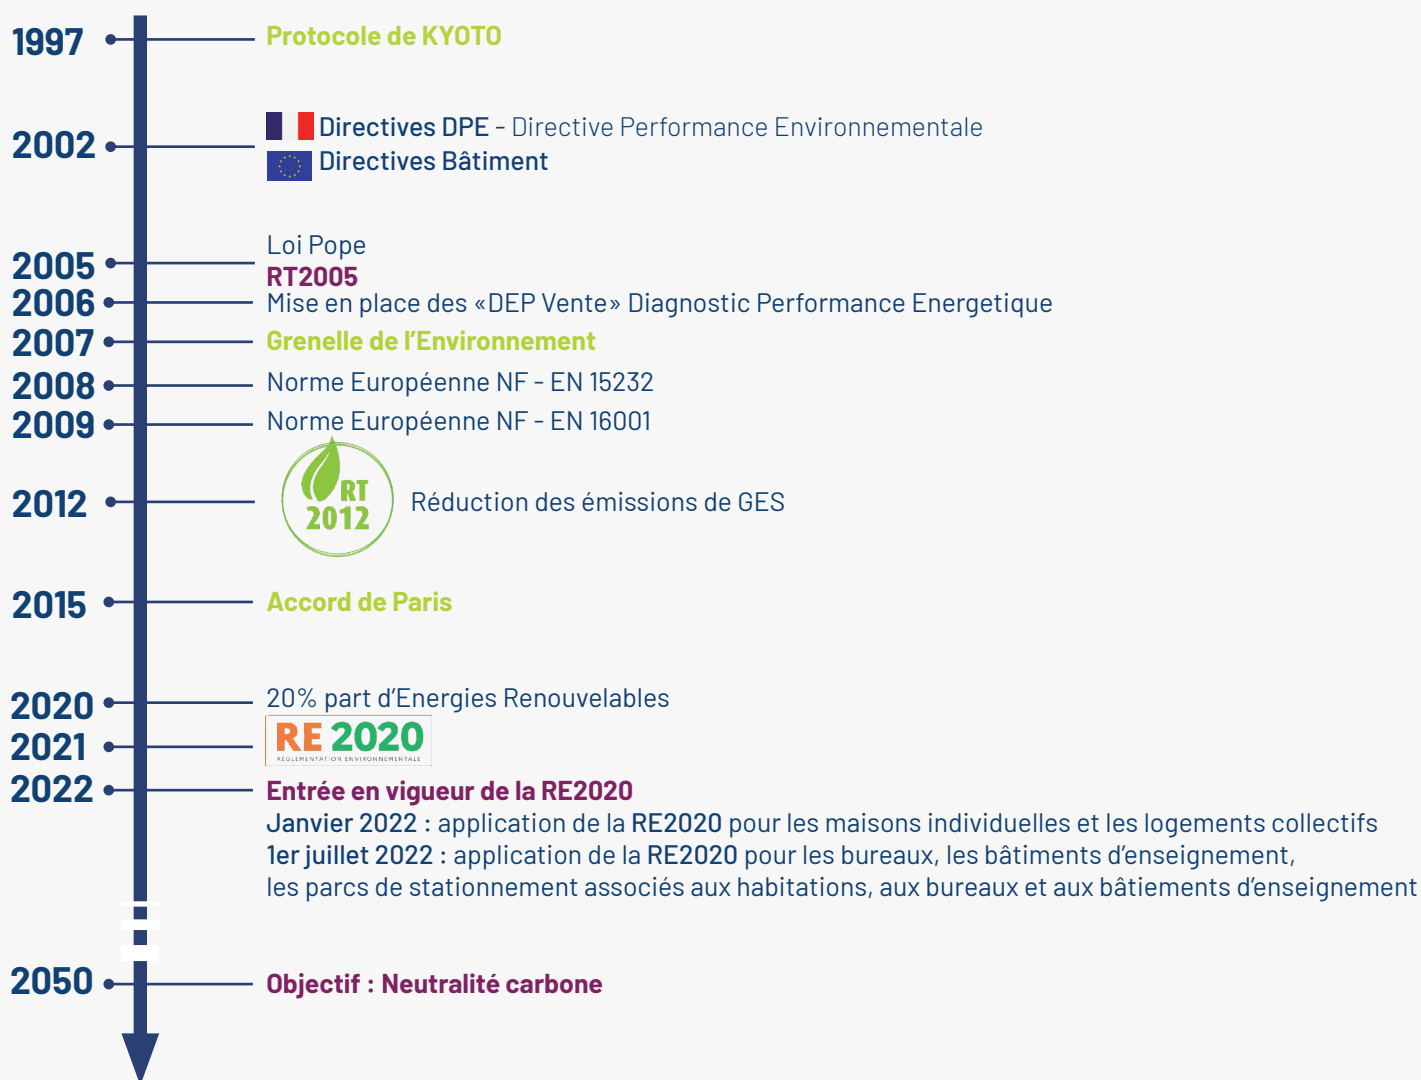 1997 Protocole de KYOTO
2002 Directives DPE - Directive Performance Environnementale
Directives Bâtiment
2005 Loi Pope
RT2005
2006 Mise en place des «DEP Vente» Diagnostic Performance Energetique
2007 Grenelle de l'Environnement
2008 Norme Européenne NF - EN 15232
2009 Norme Européenne NF - EN 16001
RT
2012
2012 Réduction des émissions de GES
2015 Accord de Paris
2020 20% part d'Energies Renouvelables
2021 RE 2020
RÉGLEMENTATION ENVIRONNEMENTALE
2022 Entrée en vigueur de la RE2020
Janvier 2022 : application de la RE2020 pour les maisons individuelles et les logements collectifs
1er juillet 2022 : application de la RE2020 pour les bureaux, les bâtiments d'enseignement,
les parcs de stationnement associés aux habitations, aux bureaux et aux bâtiements d'enseignement
2050 Objectif : Neutralité carbone